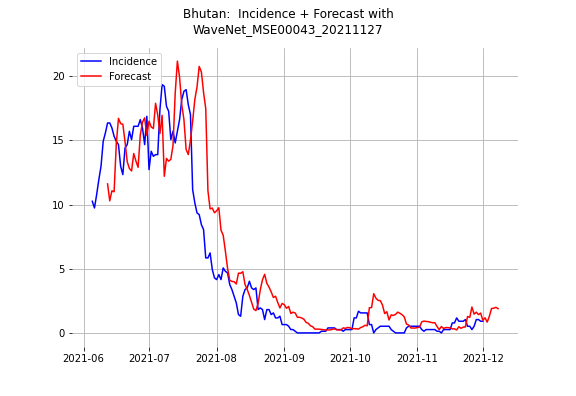 Bhutan:  Incidence + Forecast with
WaveNet_MSE00043_20211127
Incidence
Forecast
20
15
10
5
0
2021-06 2021-07 2021-08 2021-09 2021-10 2021-11 2021-12